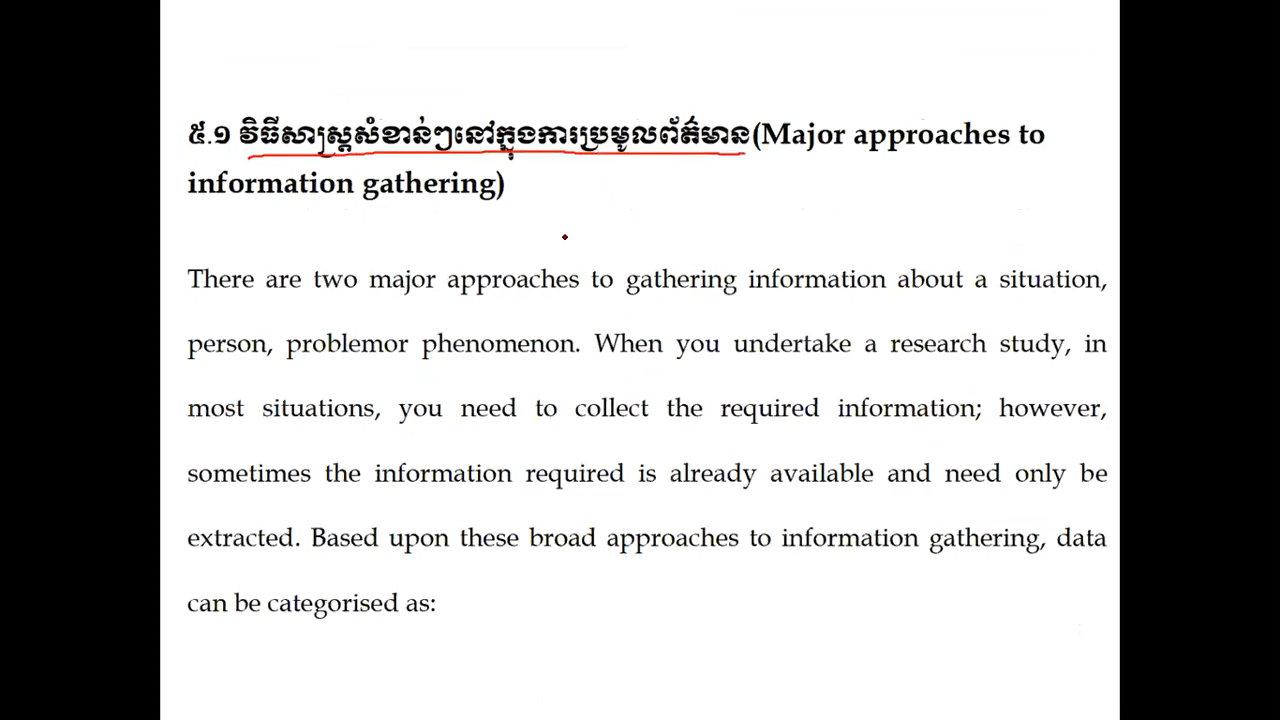 ៥.១ វិធីសាស្ត្រសំខាន់ៗនៅក្នុងការប្រមូលព័ត៌មាន(Major approaches to
information gathering)
There are two major approaches to gathering information about a situation,
person, problemor phenomenon. When you undertake a research study, in
most situations, you need to collect the required information; however,
sometimes the information required is already available and need only be
extracted. Based upon these broad approaches to information gathering, data
can be categorised as: